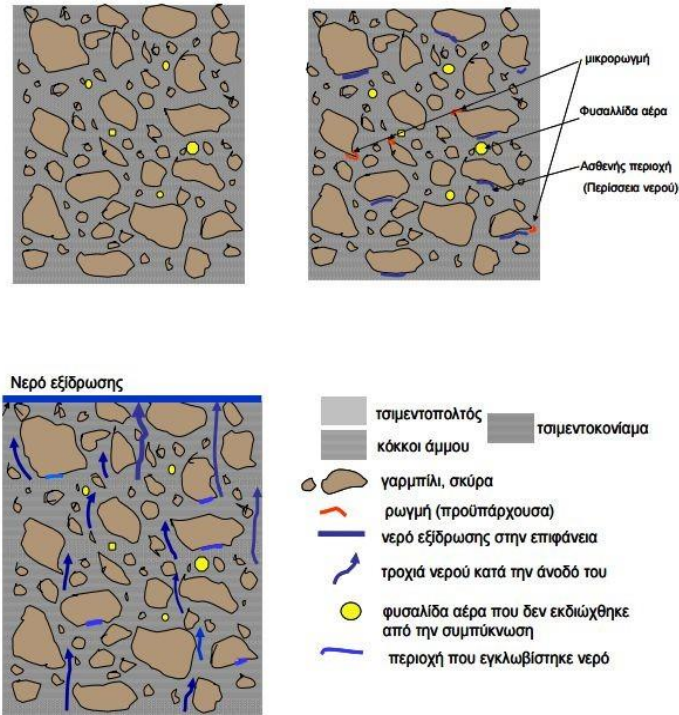 μικρορωγμή
Φυσαλλίδα αέρα
Ασθενής περιοχή
(Περίσσεια νερού)
Νερό εξίδρωσης
τσιμεντοπολτός
κόκκοι άμμου
τσιμεντοκονίαμα
γαρμπίλι, σκύρα
ρωγμή (προϋπάρχουσα)
νερό εξίδρωσης στην επιφάνεια
τροχιά νερού κατά την άνοδό του
φυσαλίδα αέρα που δεν εκδιώχθηκε
από την συμπύκνωση
περιοχή που εγκλωβίστηκε νερό